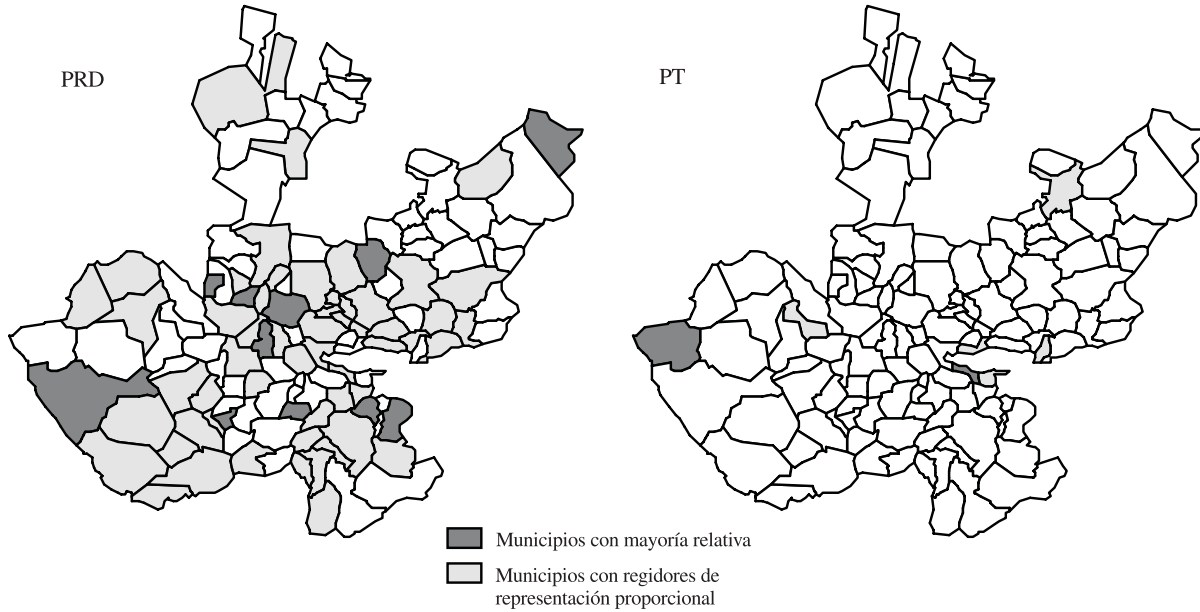 PRD
PT
Municipios con mayoría relativa
Municipios con regidores de
representación proporcional